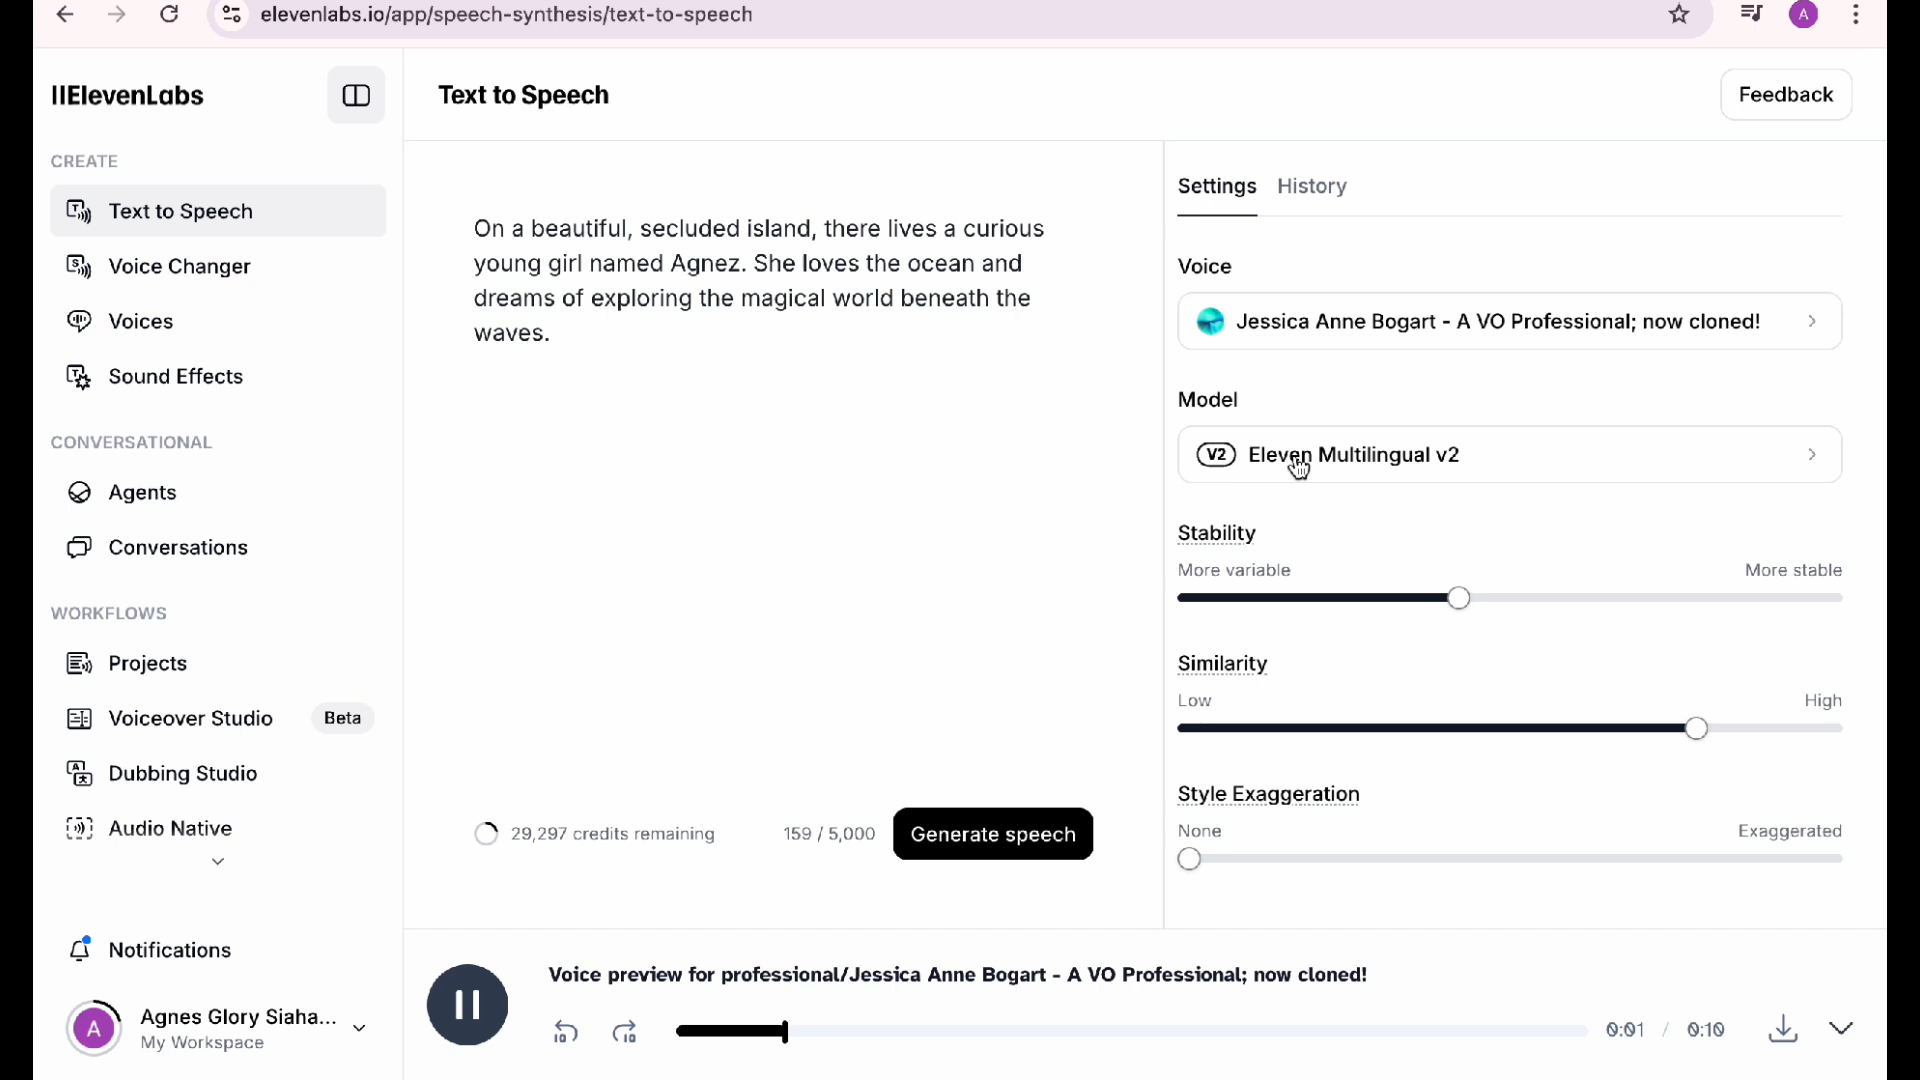 elevenlabs.io/app/speech-synthesis/text-to-speech
A
IIElevenLabs
Text to Speech
Feedback
CREATE
Text to Speech
Voice Changer
Voices
Sound Effects
CONVERSATIONAL
Agents
Conversations
WORKFLOWS
Projects
Voiceover Studio Beta
Dubbing Studio
Audio Native
Notifications
A
Agnes Glory Siaha...
My Workspace
On a beautiful, secluded island, there lives a curious
young girl named Agnez. She loves the ocean and
dreams of exploring the magical world beneath the
waves.
29,297 credits remaining
159 / 5,000
Generate speech
Settings History
Voice
Jessica Anne Bogart - A VO Professional; now cloned!
Model
V2 Eleven Multilingual v2
Stability
More variable More stable
Similarity
Low High
Style Exaggeration
None Exaggerated
Voice preview for professional/Jessica Anne Bogart - A VO Professional; now cloned!
0:01 / 0:10